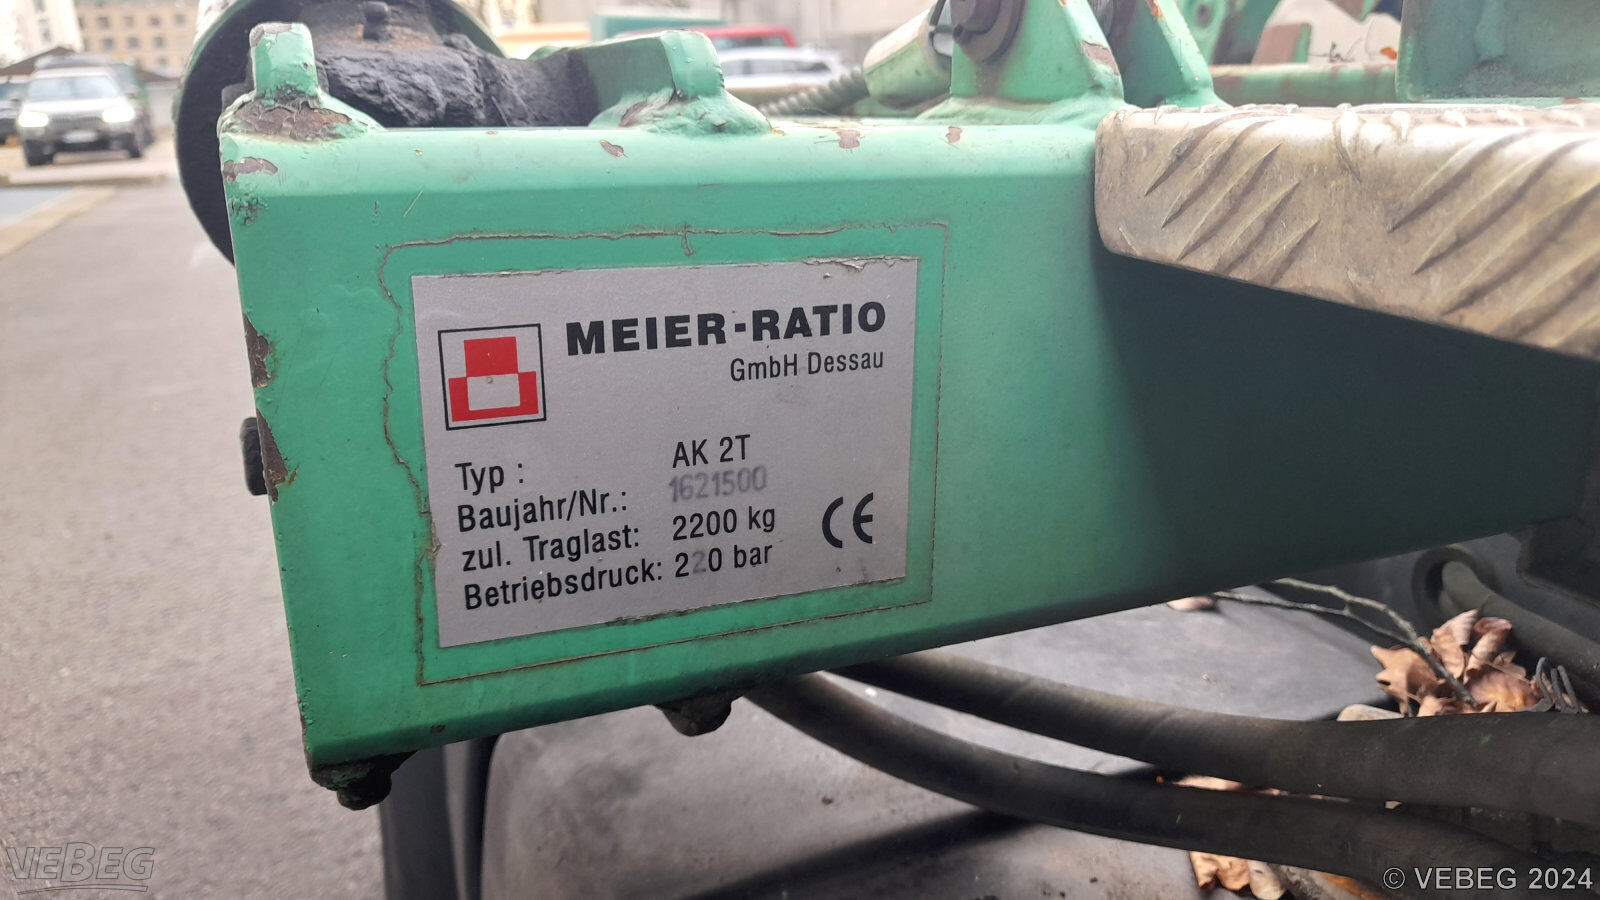 MEIER-RATIO
GmbH Dessau
Typ : AK 2T
Baujahr/Nr.: 1621500
zul. Traglast: 2200 kg
Betriebsdruck: 220 bar
CE
VEBEG
© VEBEG 2024